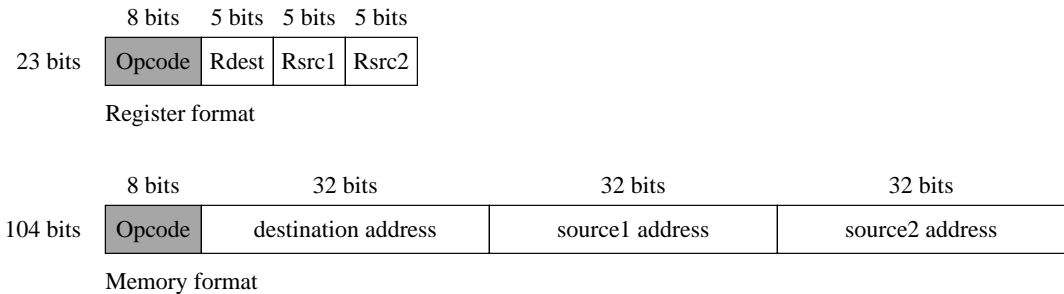 8 bits 5 bits 5 bits 5 bits
23 bits Opcode Rdest Rsrc1 Rsrc2
Register format
8 bits 32 bits 32 bits 32 bits
104 bits Opcode destination address source1 address source2 address
Memory format